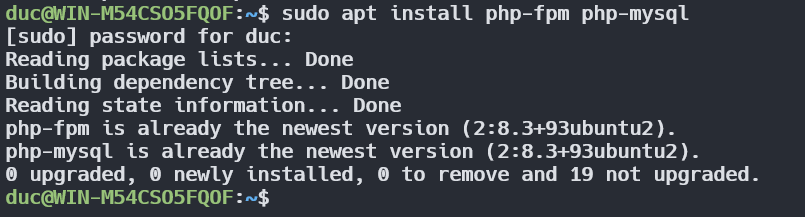 duc@WIN-M54CSO5FQOF:~$ sudo apt install php-fpm php-mysql
[sudo] password for duc:
Reading package lists... Done
Building dependency tree... Done
Reading state information... Done
php-fpm is already the newest version (2:8.3+93ubuntu2).
php-mysql is already the newest version (2:8.3+93ubuntu2).
0 upgraded, 0 newly installed, 0 to remove and 19 not upgraded.
duc@WIN-M54CSO5FQOF:~$